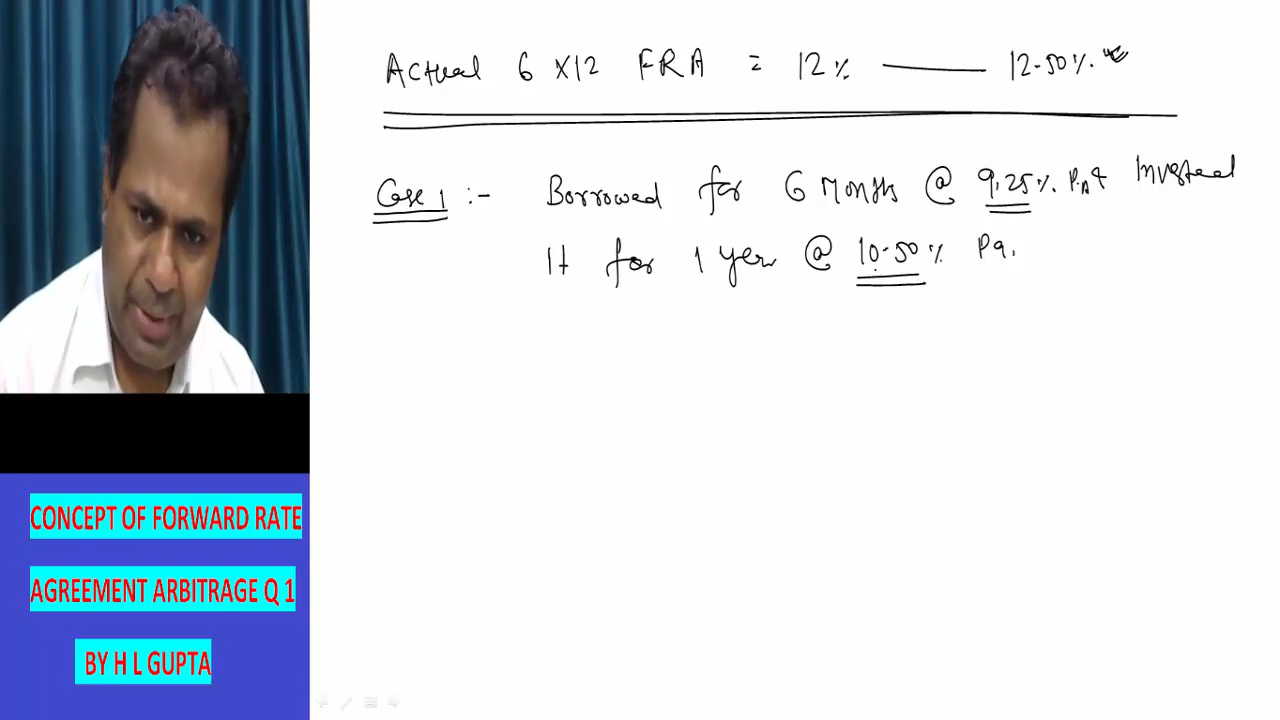 Actual 6 X12 FRA = 12% —— 12.50%
Case 1 :- Borrowed for 6 Months @ 9.25% P.A & Invested
It for 1 year @ 10.50% Pa.
CONCEPT OF FORWARD RATE
AGREEMENT ARBITRAGE Q 1
BY H L GUPTA